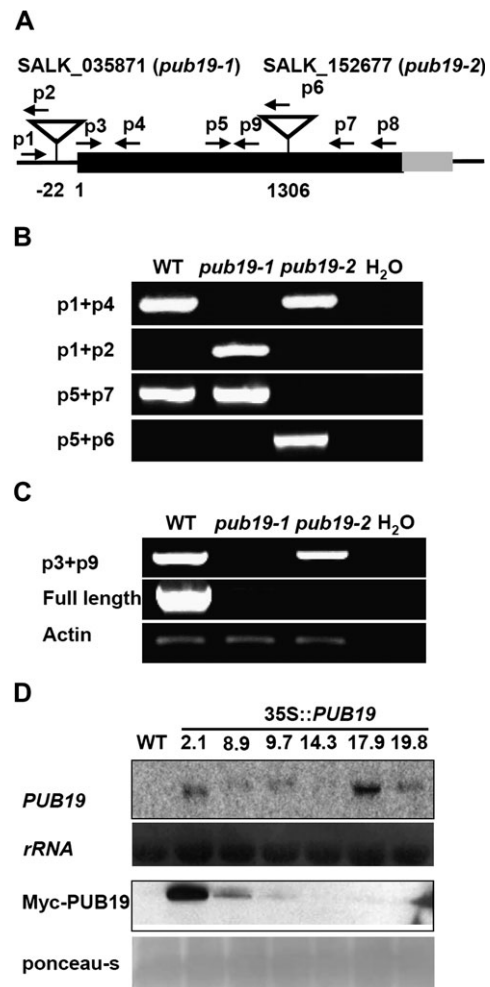 A
SALK_035871 (pub19-1) SALK_152677 (pub19-2)
p2 p6
p1 p3 p4 p5 p9 p7 p8
-22 1 1306
B
WT pub19-1 pub19-2 H₂O
p1+p4
p1+p2
p5+p7
p5+p6
C
WT pub19-1 pub19-2 H₂O
p3+p9
Full length
Actin
D
35S::PUB19
WT 2.1 8.9 9.7 14.3 17.9 19.8
PUB19
rRNA
Myc-PUB19
ponceau-s